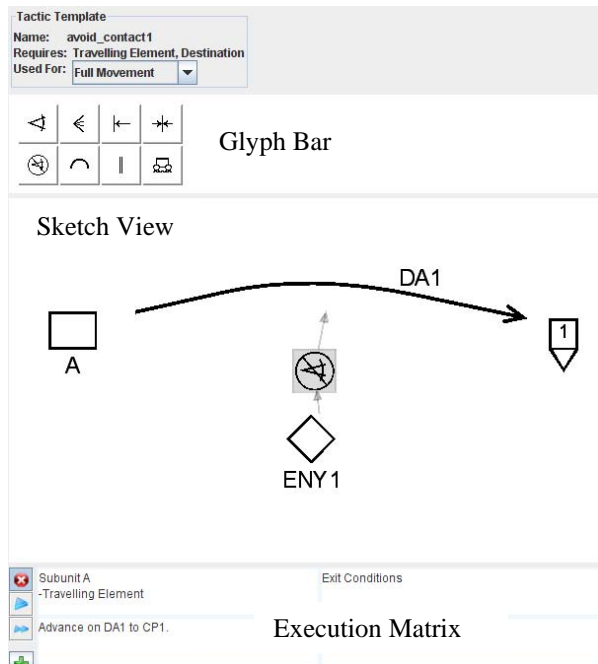 Tactic Template
Name: avoid_contact1
Requires: Travelling Element, Destination
Used For: Full Movement
Glyph Bar
Sketch View
DA1
A
1
ENY1
Subunit A
-Travelling Element
Exit Conditions
Advance on DA1 to CP1.
Execution Matrix